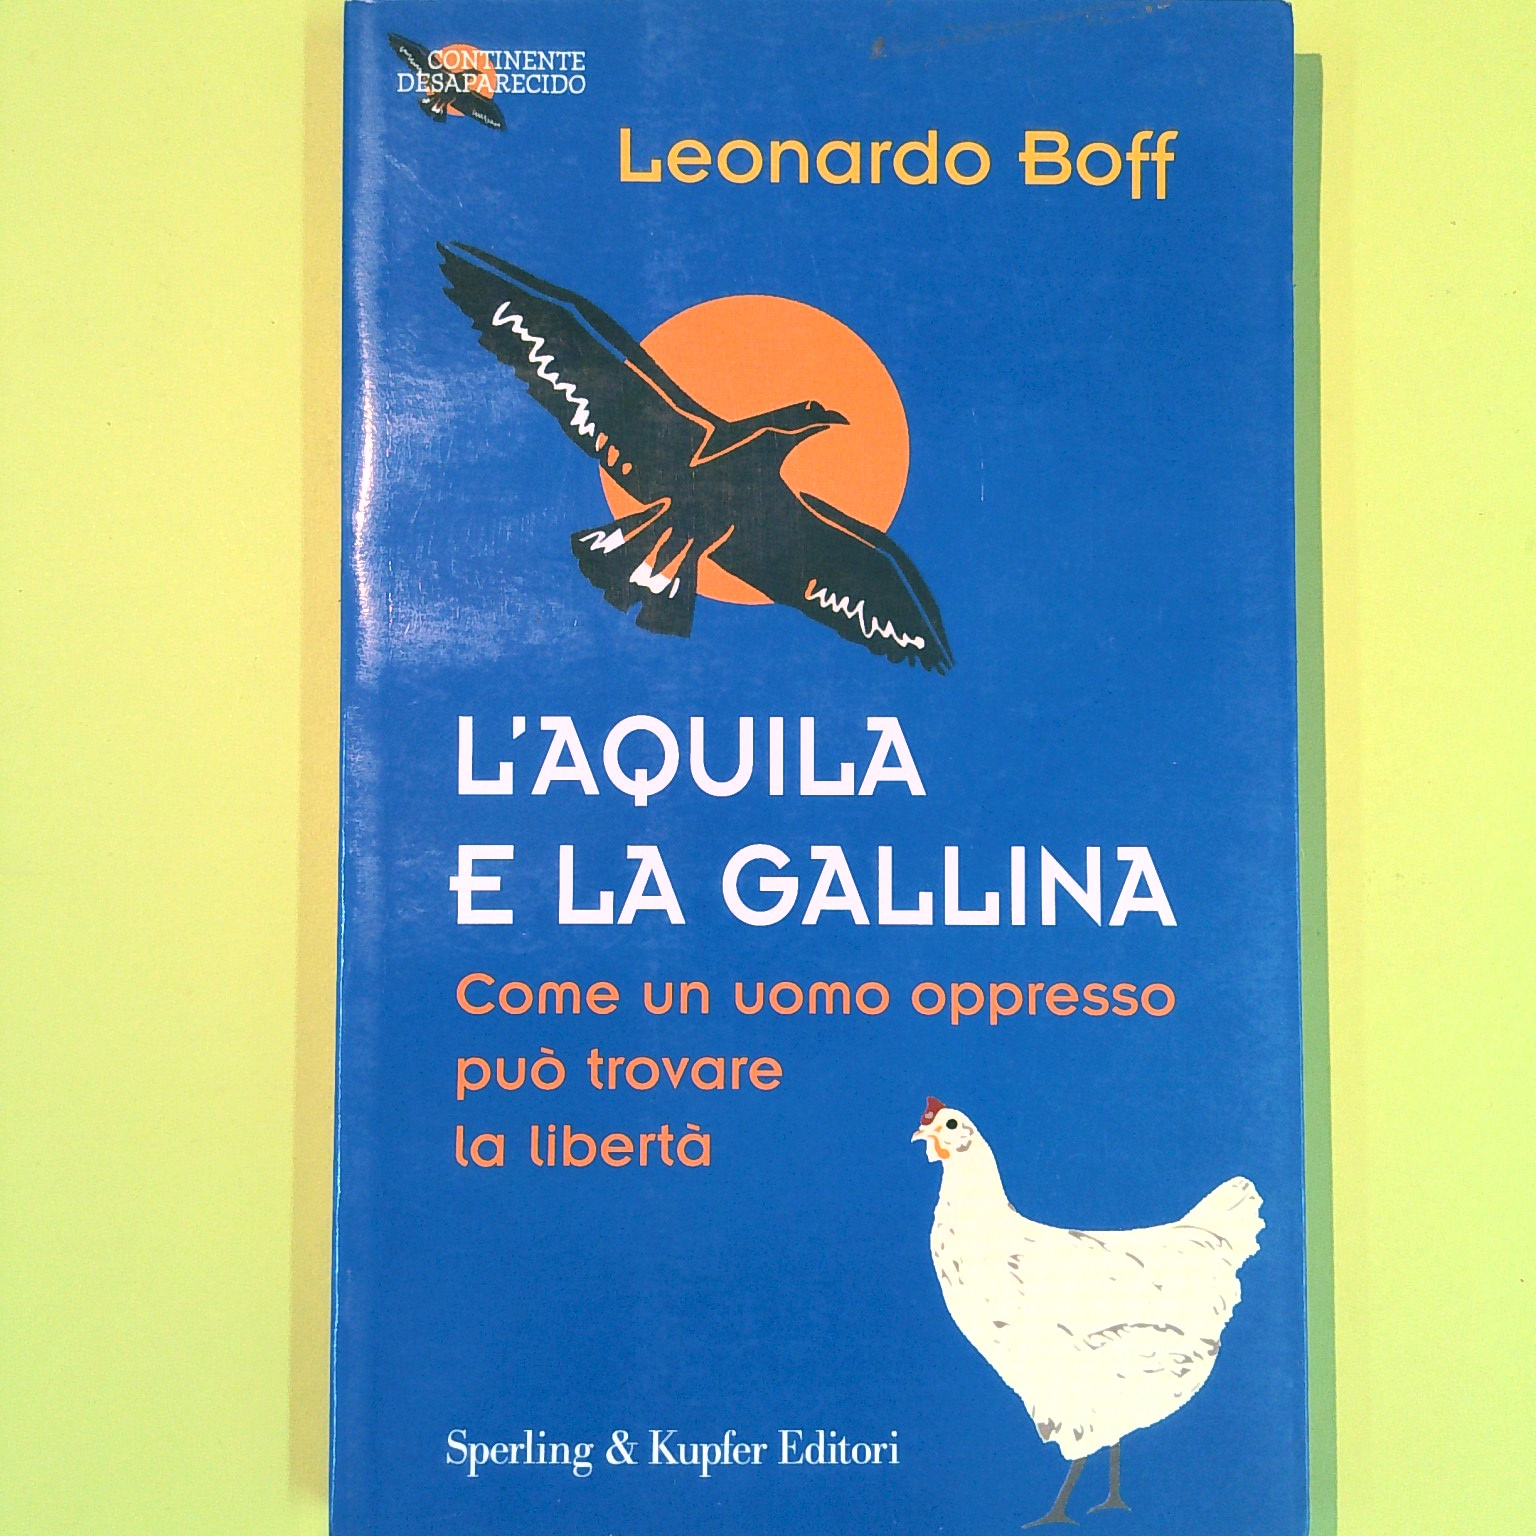 CONTINENTE
DESAPARECIDO
Leonardo Boff
L'AQUILA
E LA GALLINA
Come un uomo oppresso
può trovare
la libertà
Sperling & Kupfer Editori